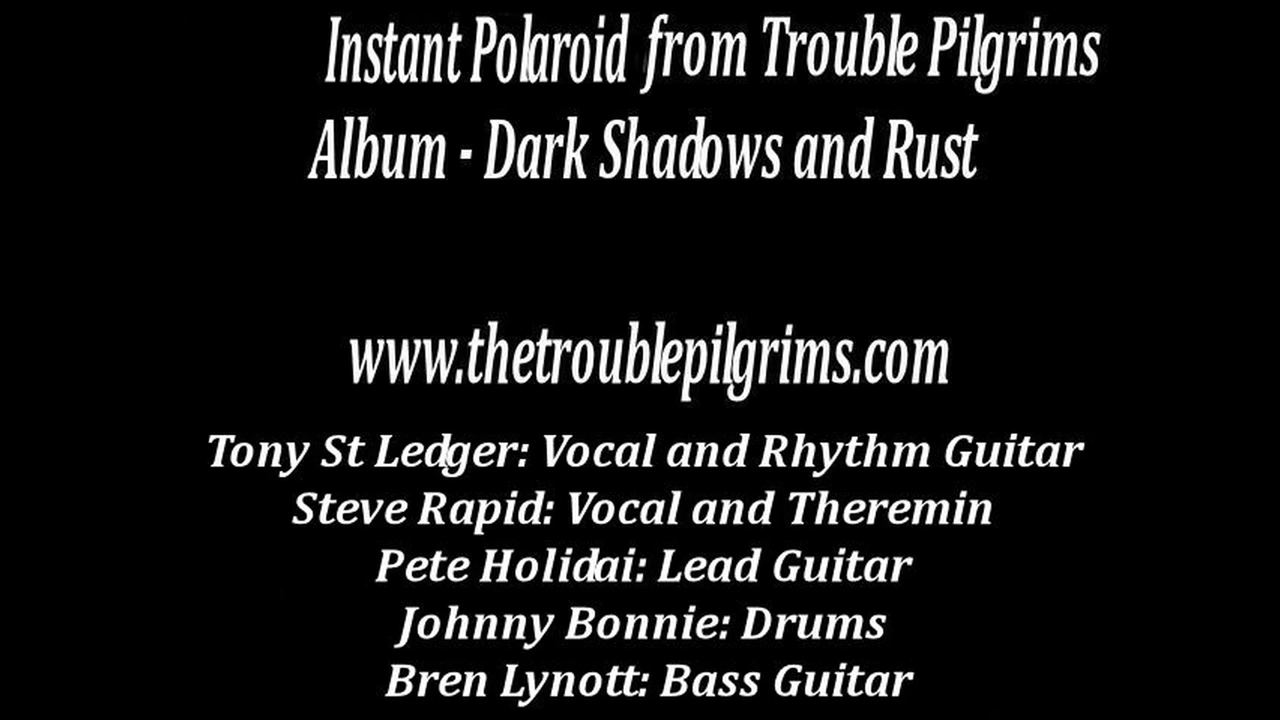 Instant Polaroid from Trouble Pilgrims
Album - Dark Shadows and Rust
www.thetroublepilgrims.com
Tony St Ledger: Vocal and Rhythm Guitar
Steve Rapid: Vocal and Theremin
Pete Holidai: Lead Guitar
Johnny Bonnie: Drums
Bren Lynott: Bass Guitar